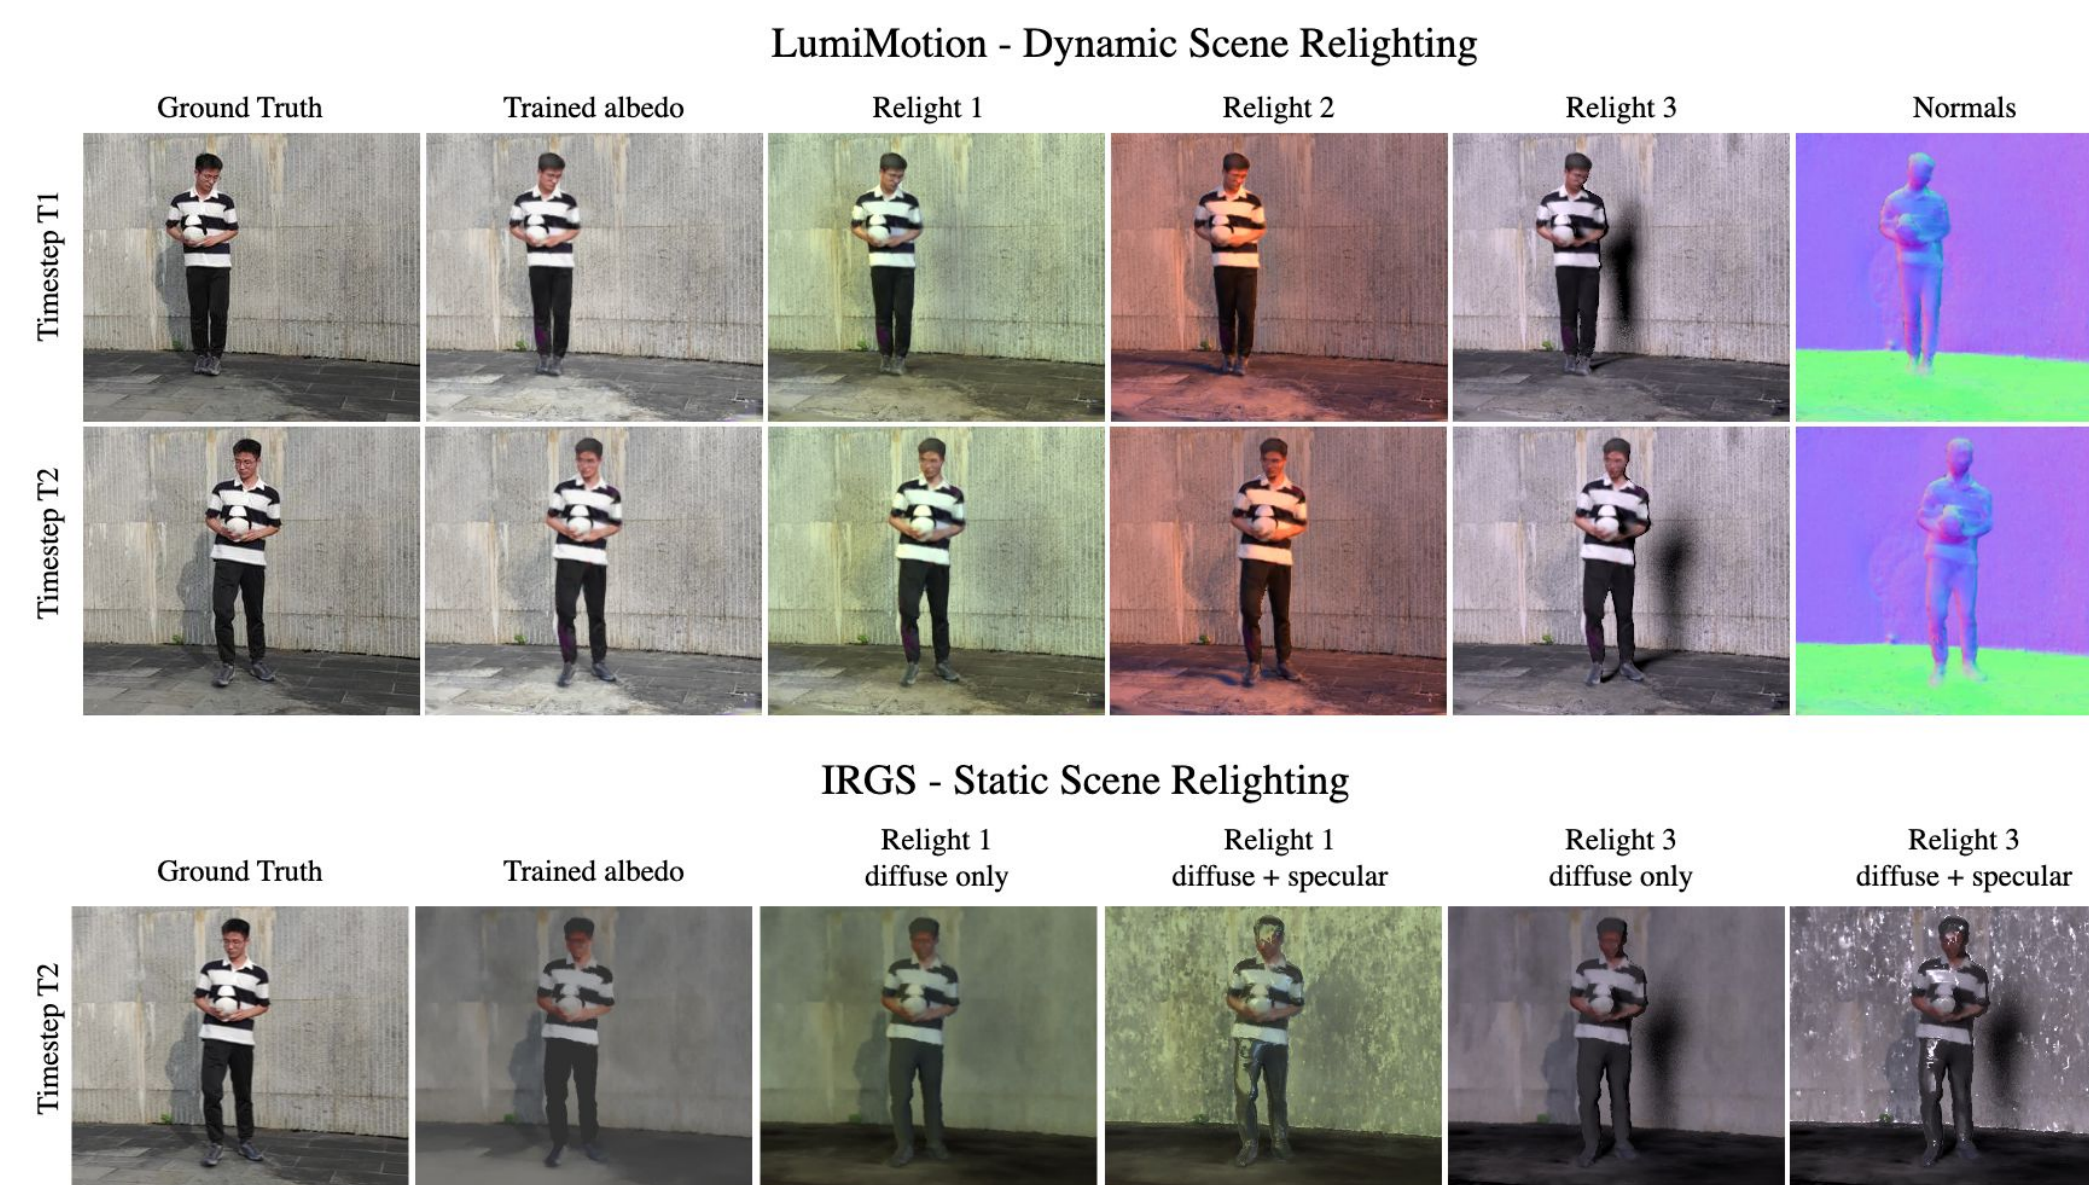 LumiMotion - Dynamic Scene Relighting
Ground Truth
Trained albedo
Relight 1
Relight 2
Relight 3
Normals
Timestep T1
Timestep T2
IRGS - Static Scene Relighting
Ground Truth
Trained albedo
Relight 1
diffuse only
Relight 1
diffuse + specular
Relight 3
diffuse only
Relight 3
diffuse + specular
Timestep T2